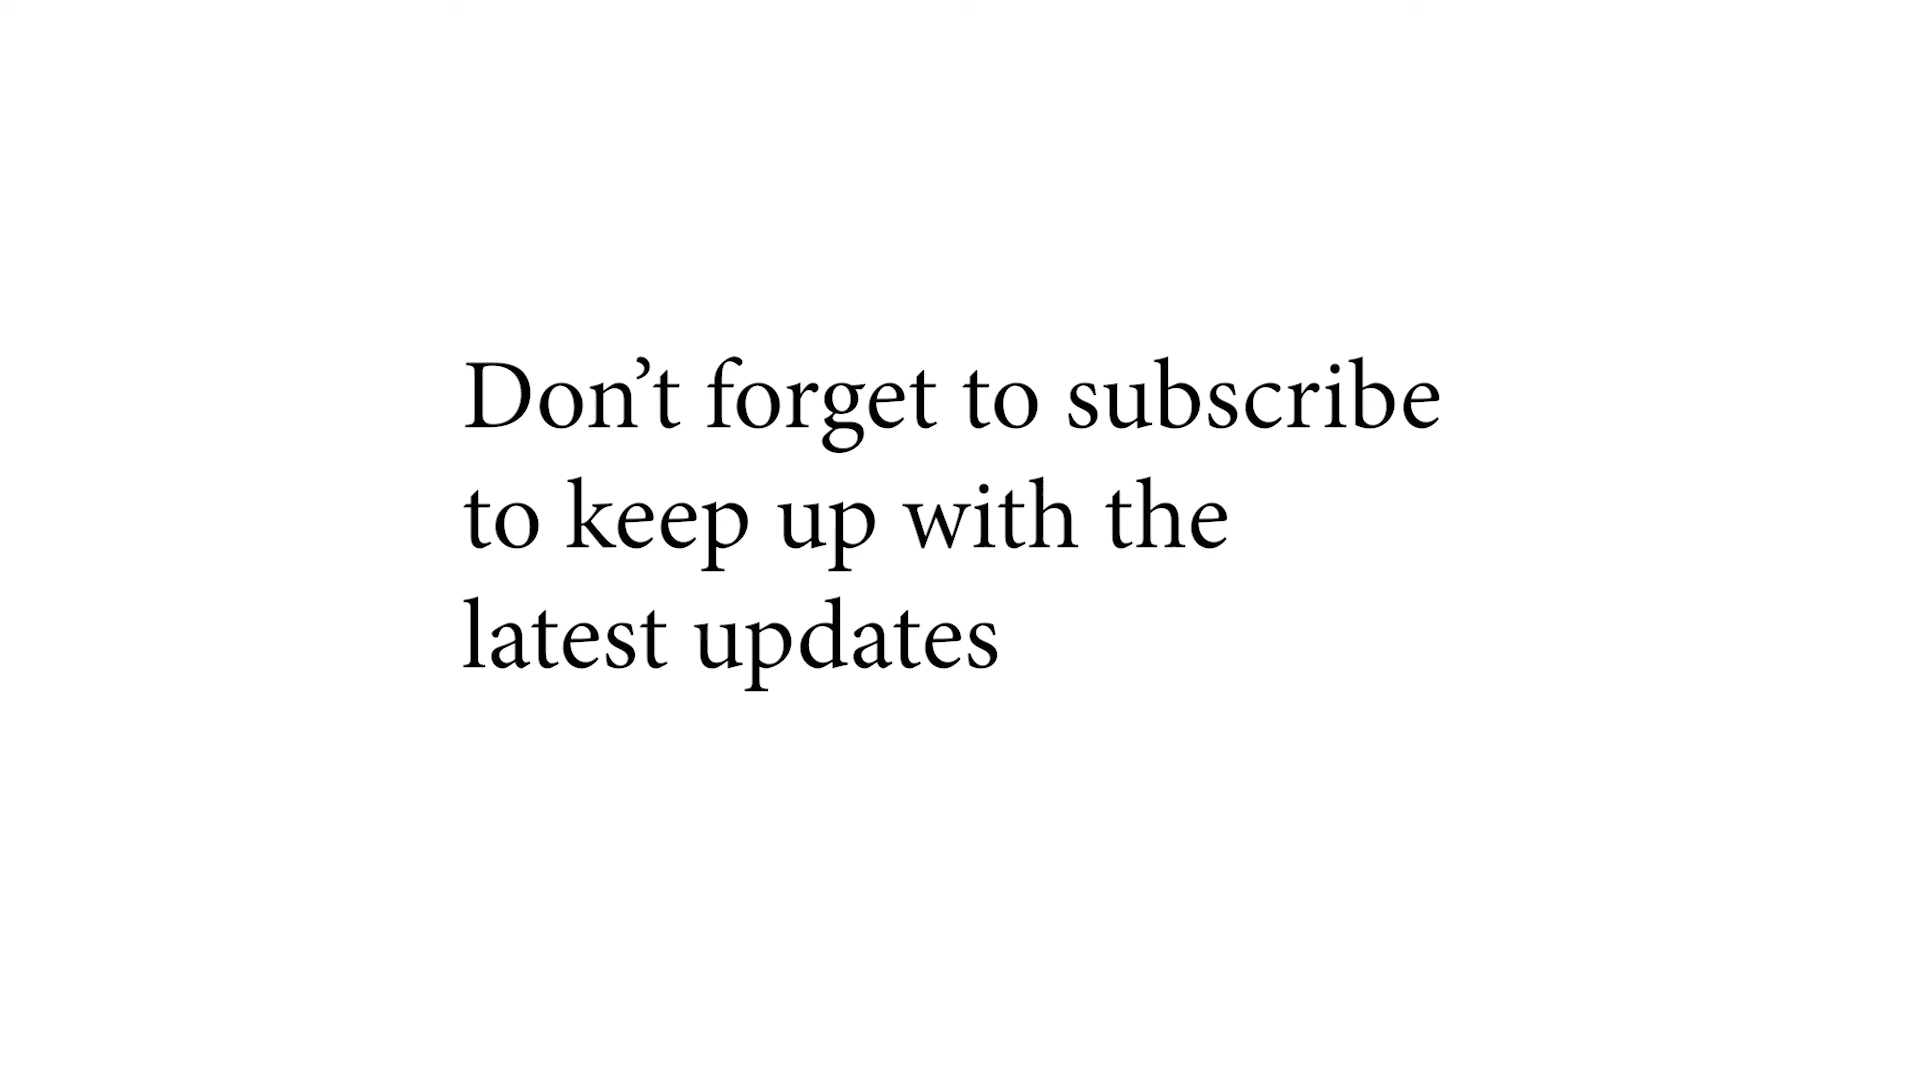 Don’t forget to subscribe
to keep up with the
latest updates